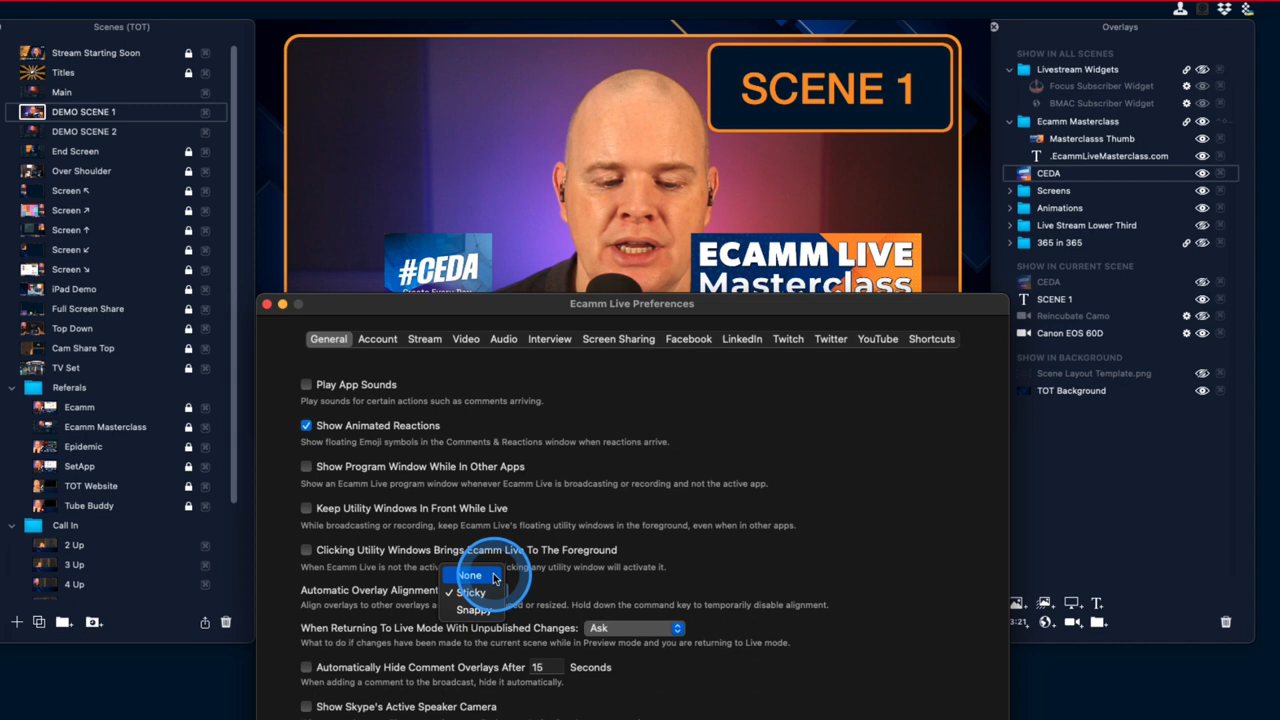 Scenes (TOT)
Stream Starting Soon
Titles
Main
DEMO SCENE 1
DEMO SCENE 2
End Screen
Over Shoulder
Screen ↖
Screen ↗
Screen ↑
Screen ↙
Screen ↘
iPad Demo
Full Screen Share
Top Down
Cam Share Top
TV Set
Referals
Ecamm
Ecamm Masterclass
Epidemic
SetApp
TOT Website
Tube Buddy
Call In
2 Up
3 Up
4 Up
SCENE 1
#CEDA
Create Every Day
ECAMM LIVE
Masterclass
Ecamm Live Preferences
General Account Stream Video Audio Interview Screen Sharing Facebook LinkedIn Twitch Twitter YouTube Shortcuts
Play App Sounds
Play sounds for certain actions such as comments arriving.
Show Animated Reactions
Show floating Emoji symbols in the Comments & Reactions window when reactions arrive.
Show Program Window While In Other Apps
Show an Ecamm Live program window whenever Ecamm Live is broadcasting or recording and not the active app.
Keep Utility Windows In Front While Live
While broadcasting or recording, keep Ecamm Live's floating utility windows in the foreground, even when in other apps.
Clicking Utility Windows Brings Ecamm Live To The Foreground
When Ecamm Live is not the activ cking any utility window will activate it.
None
Sticky
Snappy
Automatic Overlay Alignment
Align overlays to other overlays a ed or resized. Hold down the command key to temporarily disable alignment.
When Returning To Live Mode With Unpublished Changes: Ask
What to do if changes have been made to the current scene while in Preview mode and you are returning to Live mode.
Automatically Hide Comment Overlays After 15 Seconds
When adding a comment to the broadcast, hide it automatically.
Show Skype's Active Speaker Camera
Overlays
SHOW IN ALL SCENES
Livestream Widgets
Focus Subscriber Widget
BMAC Subscriber Widget
Ecamm Masterclass
Masterclasss Thumb
.EcammLiveMasterclass.com
CEDA
Screens
Animations
Live Stream Lower Third
365 in 365
SHOW IN CURRENT SCENE
CEDA
SCENE 1
Reincubate Camo
Canon EOS 60D
SHOW IN BACKGROUND
Scene Layout Template.png
TOT Background
3:21